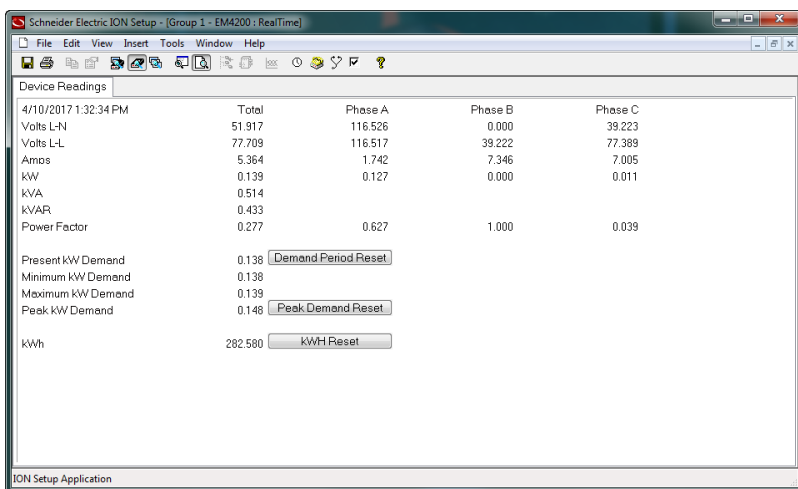 Schneider Electric ION Setup - [Group 1 - EM4200 : RealTime]
File Edit View Insert Tools Window Help
Device Readings
4/10/2017 1:32:34 PM Total Phase A Phase B Phase C
Volts L-N 51.917 116.526 0.000 39.223
Volts L-L 77.709 116.517 39.222 77.389
Amps 5.364 1.742 7.346 7.005
kW 0.139 0.127 0.000 0.011
kVA 0.514
kVAR 0.433
Power Factor 0.277 0.627 1.000 0.039
Present kW Demand 0.138 Demand Period Reset
Minimum kW Demand 0.138
Maximum kW Demand 0.139
Peak kW Demand 0.148 Peak Demand Reset
kWh 282.580 kWH Reset
ION Setup Application